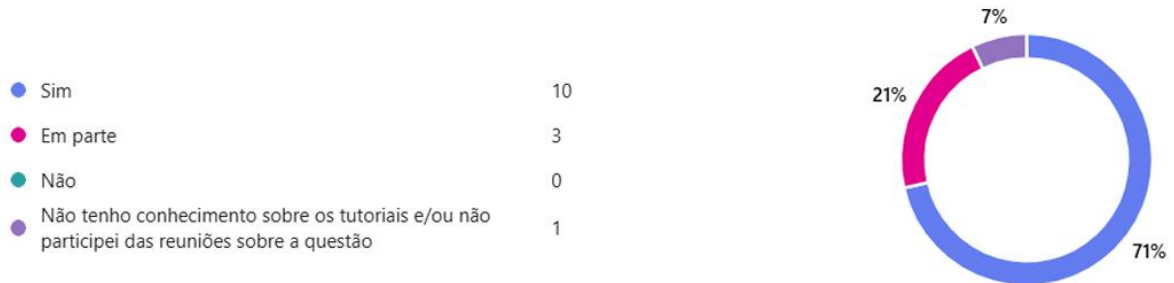 7%
Sim 10
21%
Em parte 3
Não 0
Não tenho conhecimento sobre os tutoriais e/ou não
participei das reuniões sobre a questão 1
71%